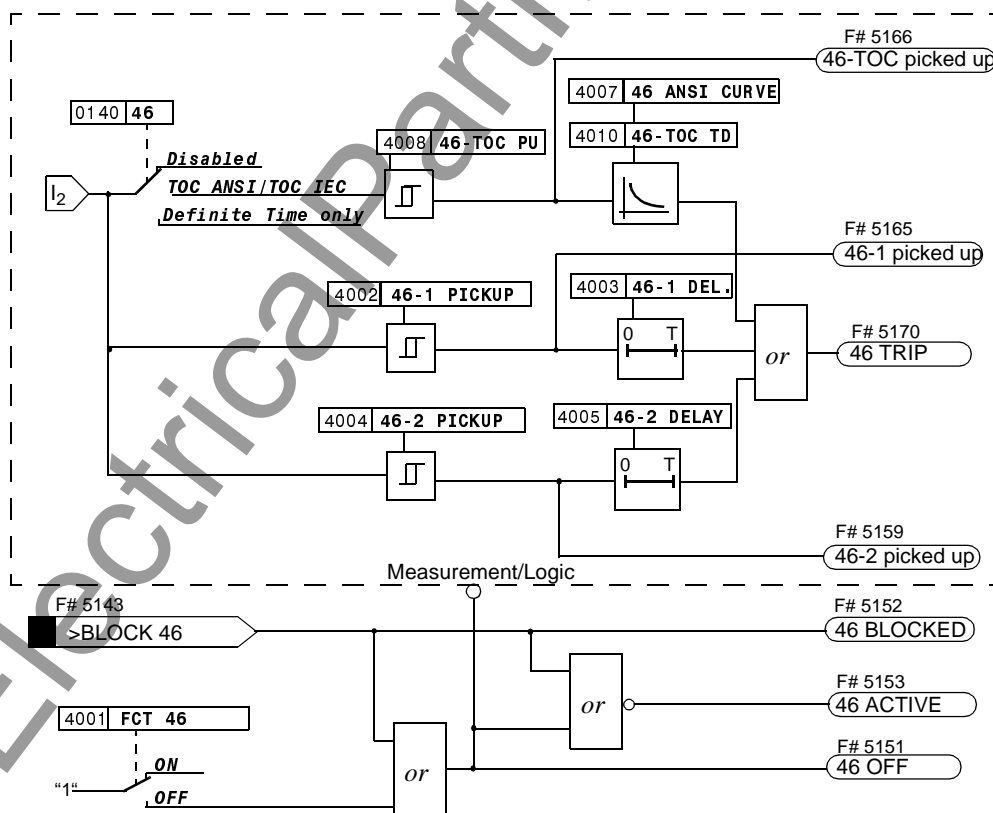 F# 5166
46-TOC picked up
4007 46 ANSI CURVE
0140 46
4008 46-TOC PU
4010 46-TOC TD
Disabled
I2
TOC ANSI/TOC IEC
Definite Time only
F# 5165
46-1 picked up
4002 46-1 PICKUP
4003 46-1 DEL.
0 T
F# 5170
or
46 TRIP
4004 46-2 PICKUP
4005 46-2 DELAY
0 T
F# 5159
46-2 picked up
Measurement/Logic
F# 5143
>BLOCK 46
F# 5152
46 BLOCKED
F# 5153
or
46 ACTIVE
4001 FCT 46
F# 5151
46 OFF
ON
or
“1“
OFF